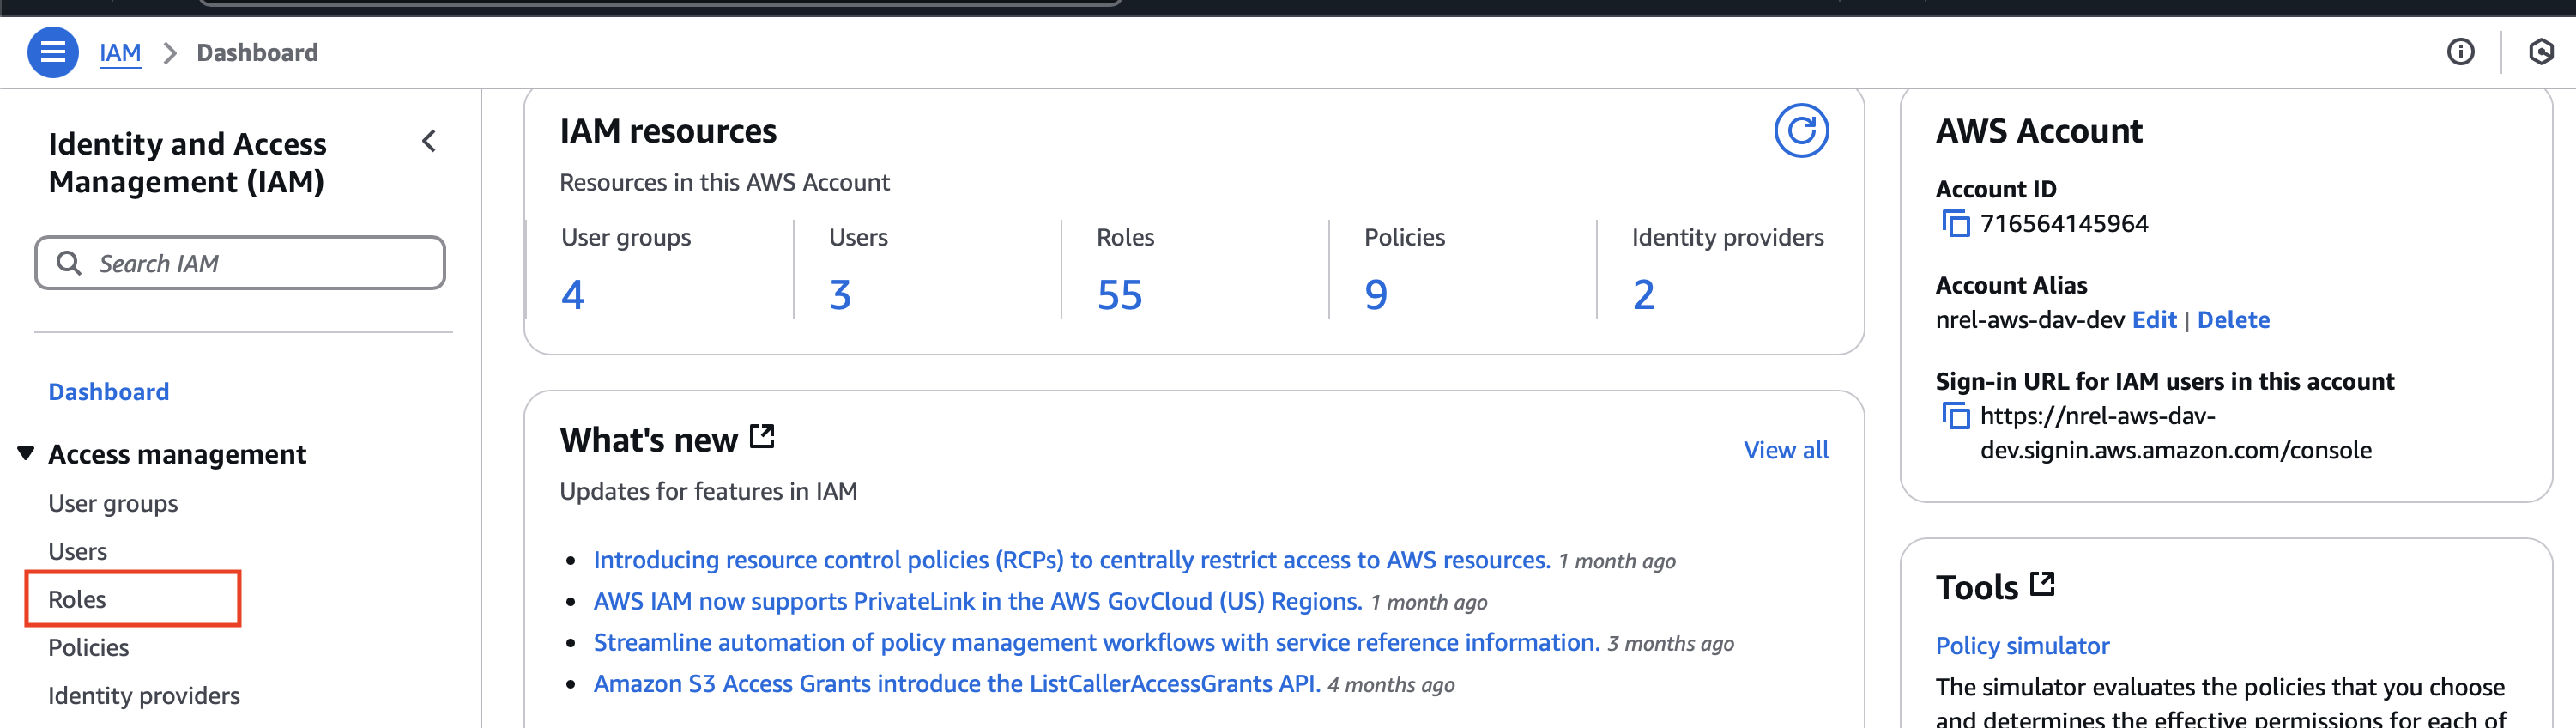 IAM > Dashboard
Identity and Access
Management (IAM)
Search IAM
Dashboard
Access management
User groups
Users
Roles
Policies
Identity providers
IAM resources
Resources in this AWS Account
User groups
4
Users
3
Roles
55
Policies
9
Identity providers
2
What's new
View all
Updates for features in IAM
Introducing resource control policies (RCPs) to centrally restrict access to AWS resources. 1 month ago
AWS IAM now supports PrivateLink in the AWS GovCloud (US) Regions. 1 month ago
Streamline automation of policy management workflows with service reference information. 3 months ago
Amazon S3 Access Grants introduce the ListCallerAccessGrants API. 4 months ago
AWS Account
Account ID
716564145964
Account Alias
nrel-aws-dav-dev Edit | Delete
Sign-in URL for IAM users in this account
https://nrel-aws-dav-
dev.signin.aws.amazon.com/console
Tools
Policy simulator
The simulator evaluates the policies that you choose
and determines the effective permissions for each of